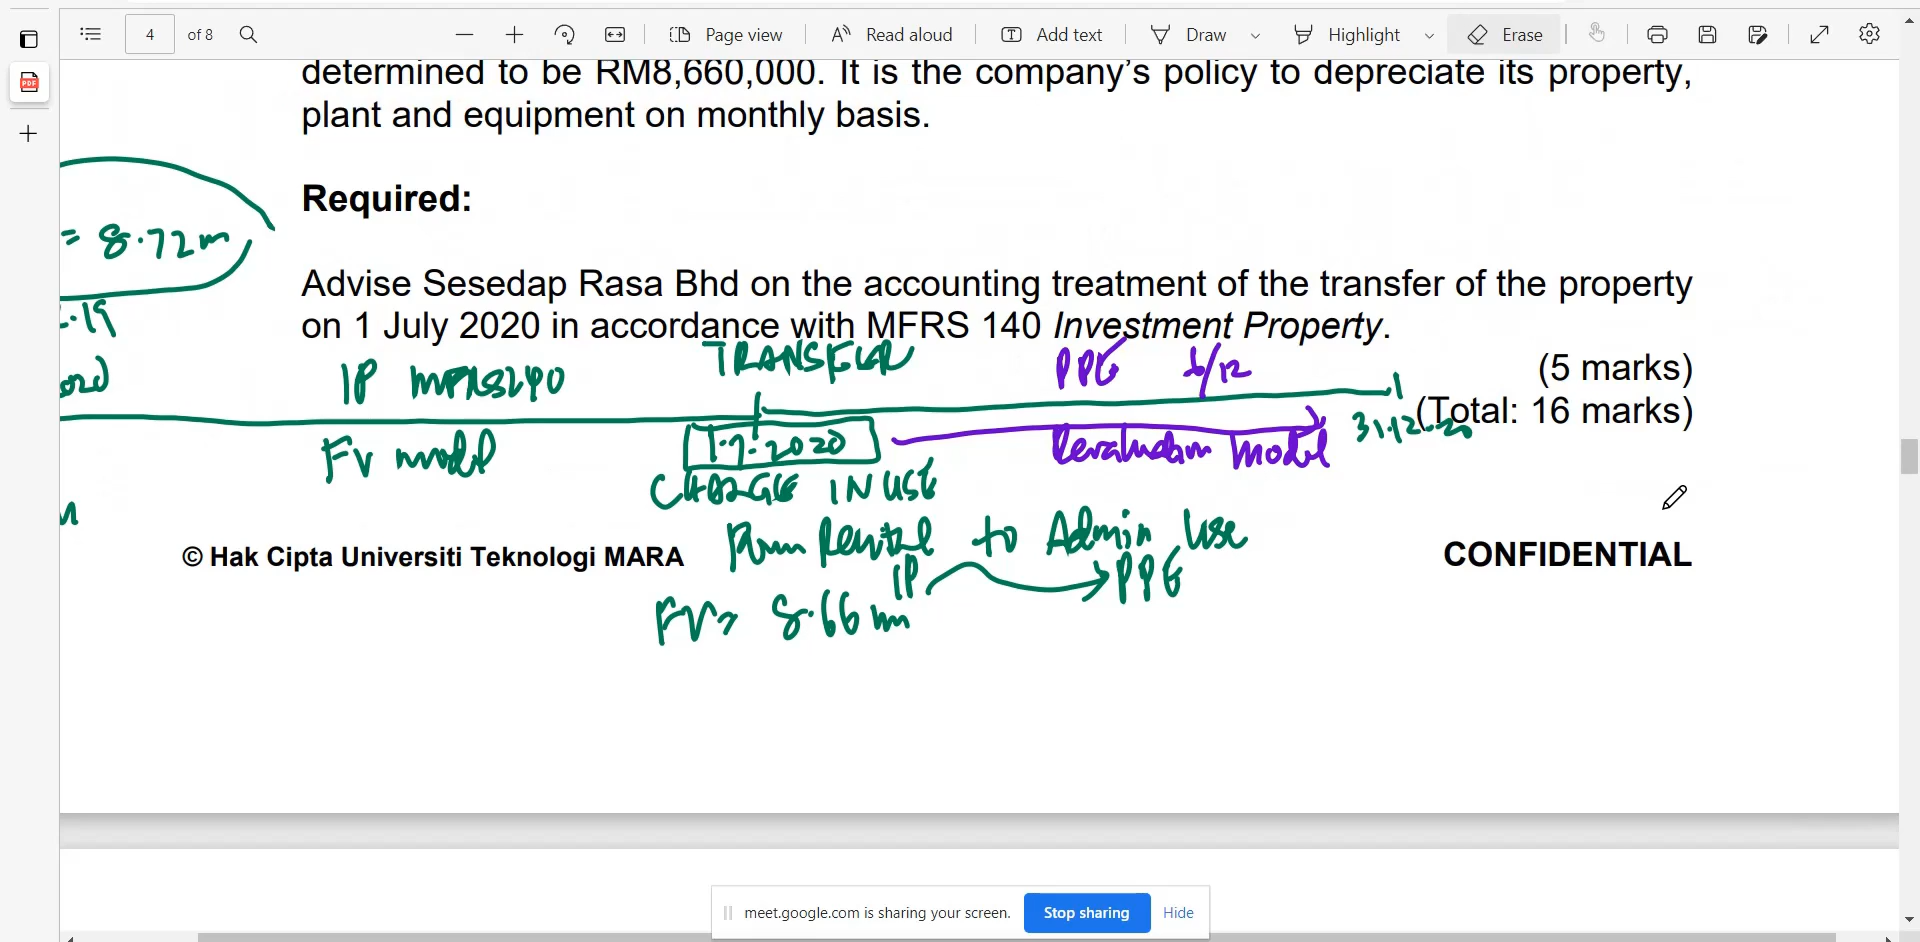 4 of 8 Page view Read aloud Add text Draw Highlight Erase
determined to be RM8,660,000. It is the company's policy to depreciate its property,
plant and equipment on monthly basis.
Required:
= 8.72m
Advise Sesedap Rasa Bhd on the accounting treatment of the transfer of the property
on 1 July 2020 in accordance with MFRS 140 Investment Property.
TRANSFER
IP
PPE 6/12
(5 marks)
(Total: 16 marks)
FV model
1.7.2020
Revaluation Model
31.12.20
CHANGE IN USE
From Rental to Admin Use
© Hak Cipta Universiti Teknologi MARA
CONFIDENTIAL
IP PPE
8.66m
meet.google.com is sharing your screen. Stop sharing Hide